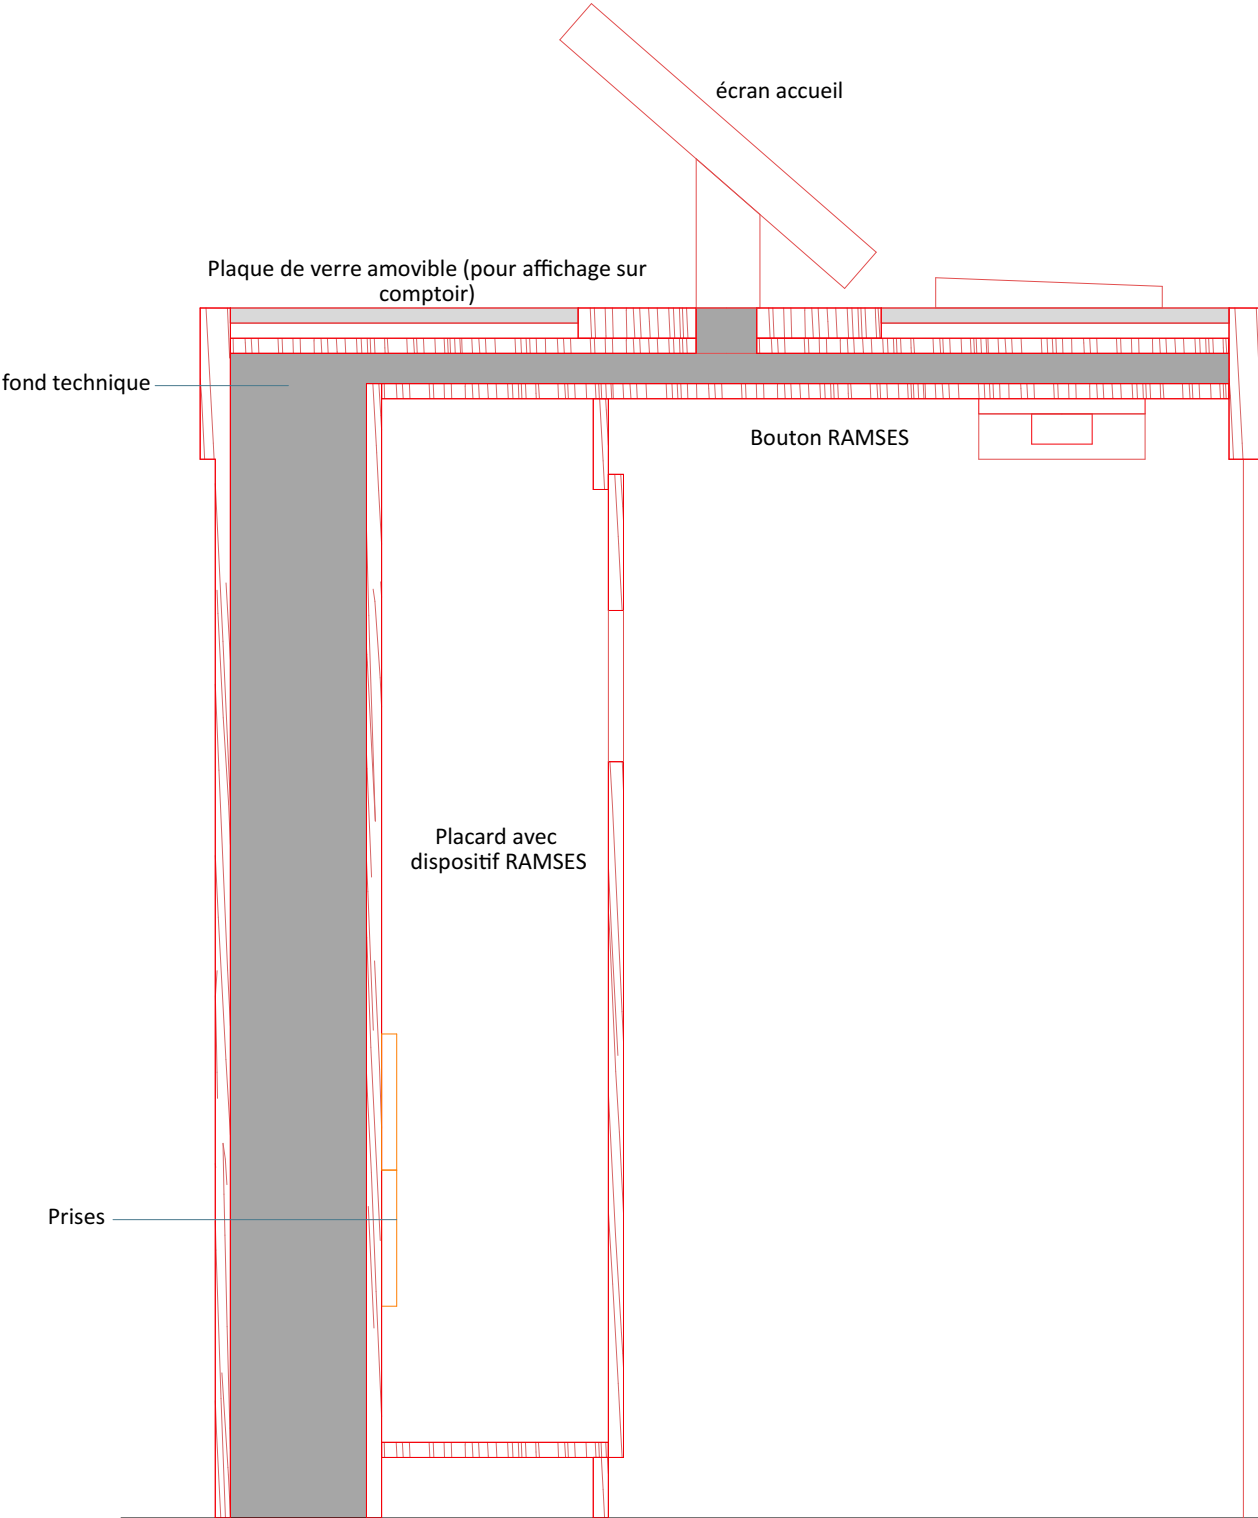 écran accueil
Plaque de verre amovible (pour affichage sur
comptoir)
fond technique
Bouton RAMSES
Placard avec
dispositif RAMSES
Prises